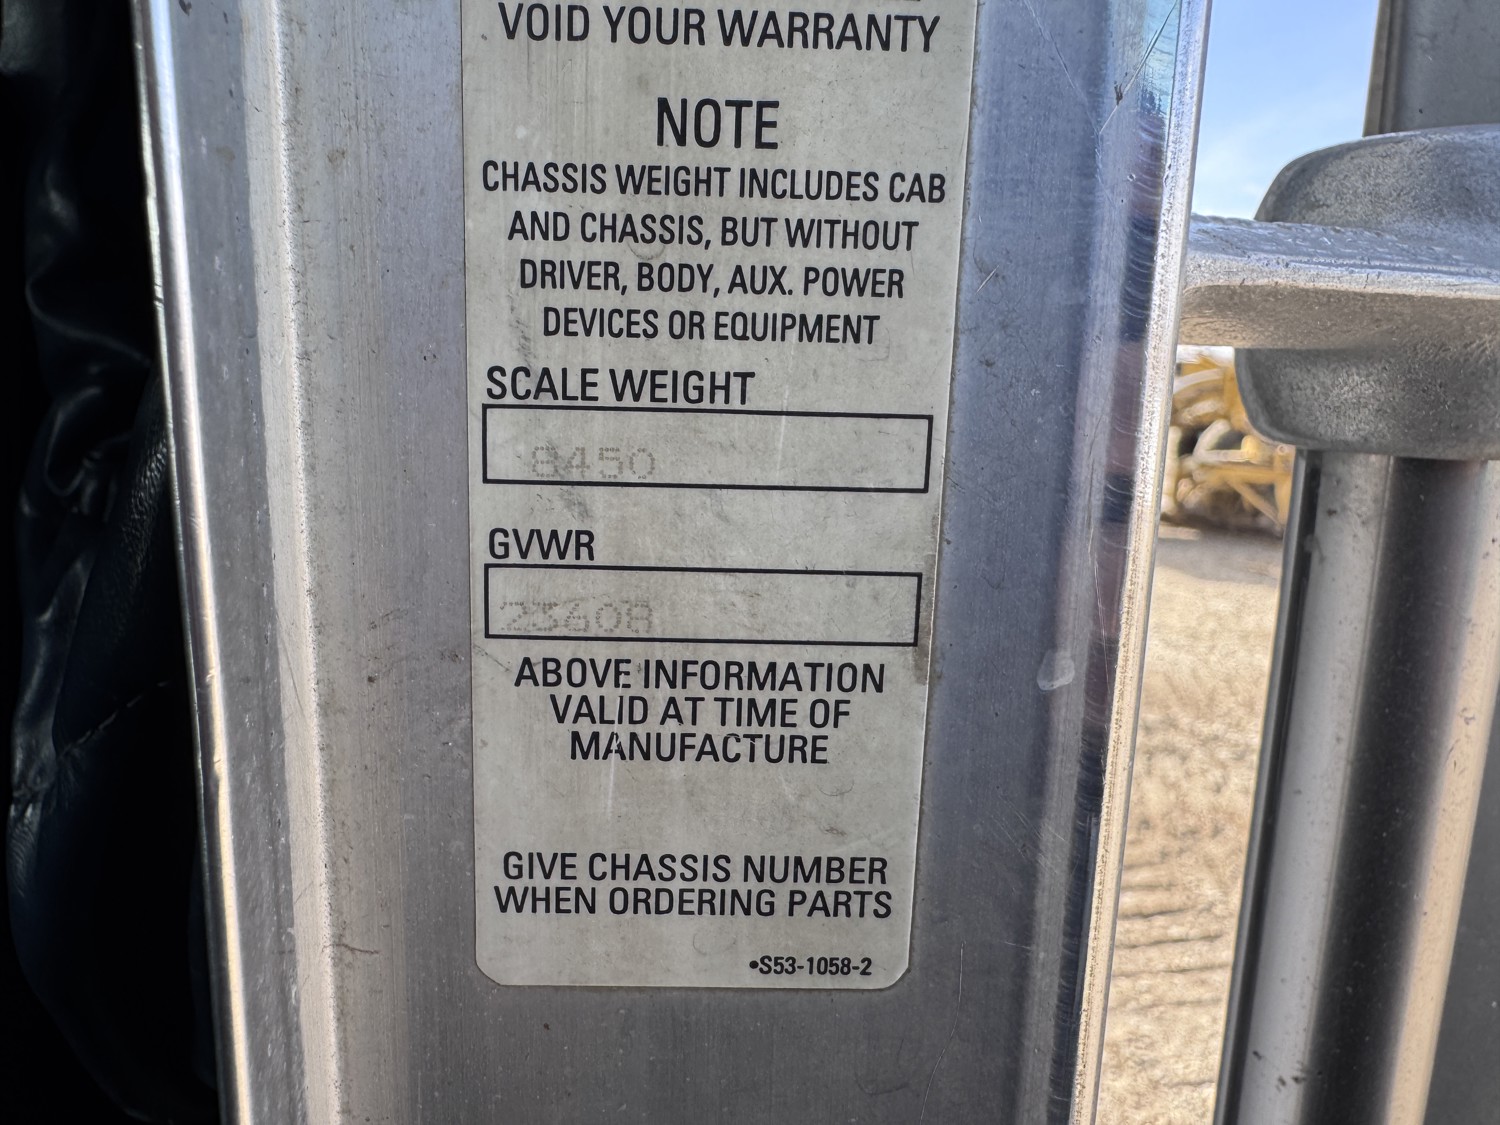 VOID YOUR WARRANTY
NOTE
CHASSIS WEIGHT INCLUDES CAB
AND CHASSIS, BUT WITHOUT
DRIVER, BODY, AUX. POWER
DEVICES OR EQUIPMENT
SCALE WEIGHT
8450
GVWR
23608
ABOVE INFORMATION
VALID AT TIME OF
MANUFACTURE
GIVE CHASSIS NUMBER
WHEN ORDERING PARTS
•S53-1058-2